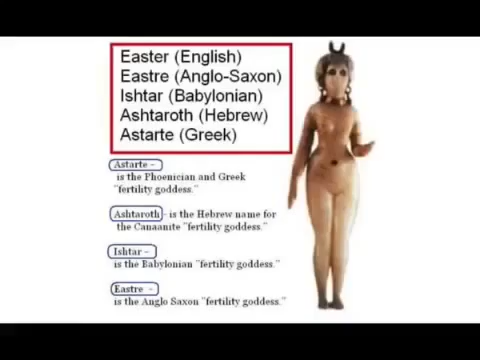 Easter (English)
Eastre (Anglo-Saxon)
Ishtar (Babylonian)
Ashtaroth (Hebrew)
Astarte (Greek)
Astarte -
is the Phoenician and Greek
"fertility goddess."
Ashtaroth - is the Hebrew name for
the Canaanite "fertility goddess."
Ishtar -
is the Babylonian "fertility goddess.
Eastre -
is the Anglo Saxon "fertility goddess."